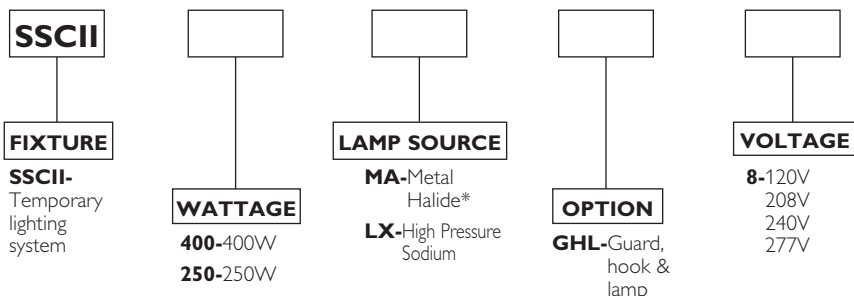 SSCII
FIXTURE
SSCII-
Temporary
lighting
system
WATTAGE
400-400W
250-250W
LAMP SOURCE
MA-Metal
Halide*
LX-High Pressure
Sodium
OPTION
GHL-Guard,
hook &
lamp
VOLTAGE
8-120V
208V
240V
277V